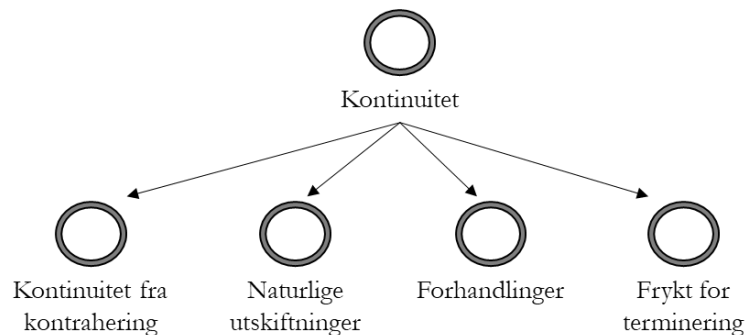 Kontinuitet
Kontinuitet fra
kontrahering
Naturlige
utskiftninger
Forhandlinger
Frykt for
terminering